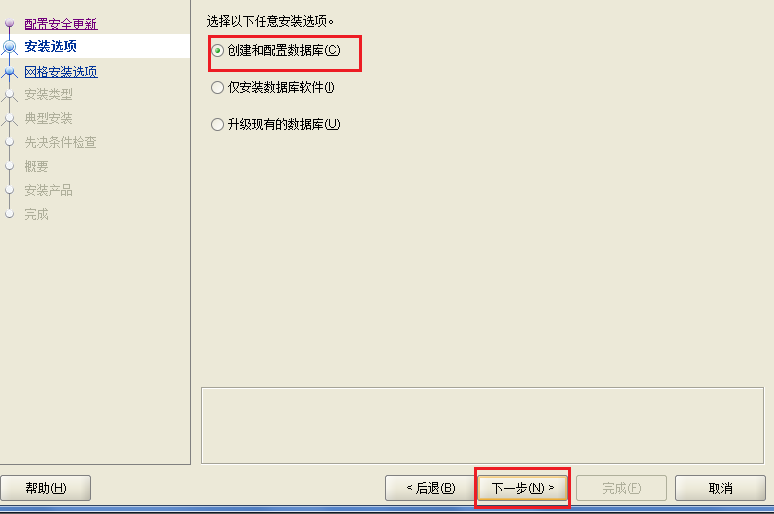 配置安全更新
安装选项
网格安装选项
安装类型
典型安装
先决条件检查
概要
安装产品
完成
选择以下任意安装选项。
创建和配置数据库(C)
仅安装数据库软件(I)
升级现有的数据库(U)
帮助(H)
< 后退(B)
下一步(N) >
完成(F)
取消